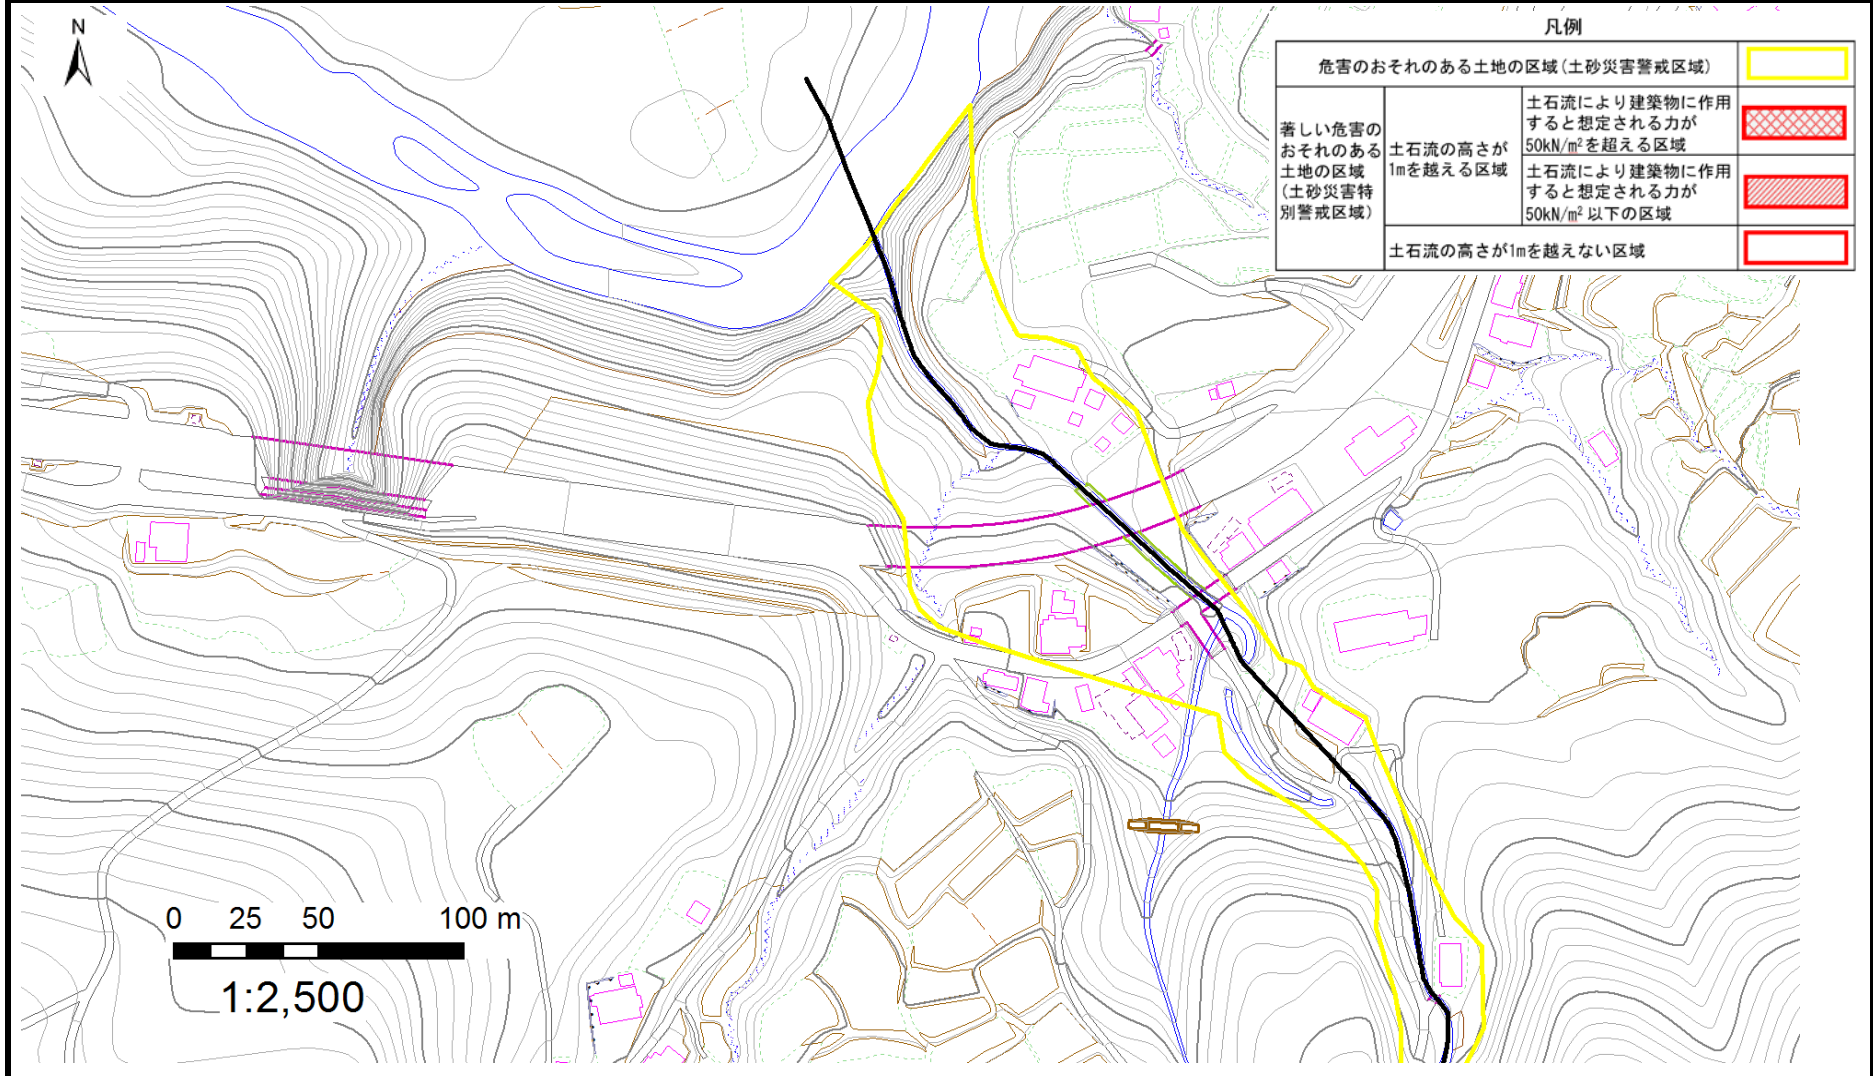 N
凡例
危害のおそれのある土地の区域(土砂災害警戒区域)
著しい危害の
おそれのある
土地の区域
(土砂災害特
別警戒区域)
土石流の高さが
1mを越える区域
土石流により建築物に作用
すると想定される力が
50kN/m²を超える区域
土石流により建築物に作用
すると想定される力が
50kN/m² 以下の区域
土石流の高さが1mを越えない区域
0 25 50 100 m
1:2,500